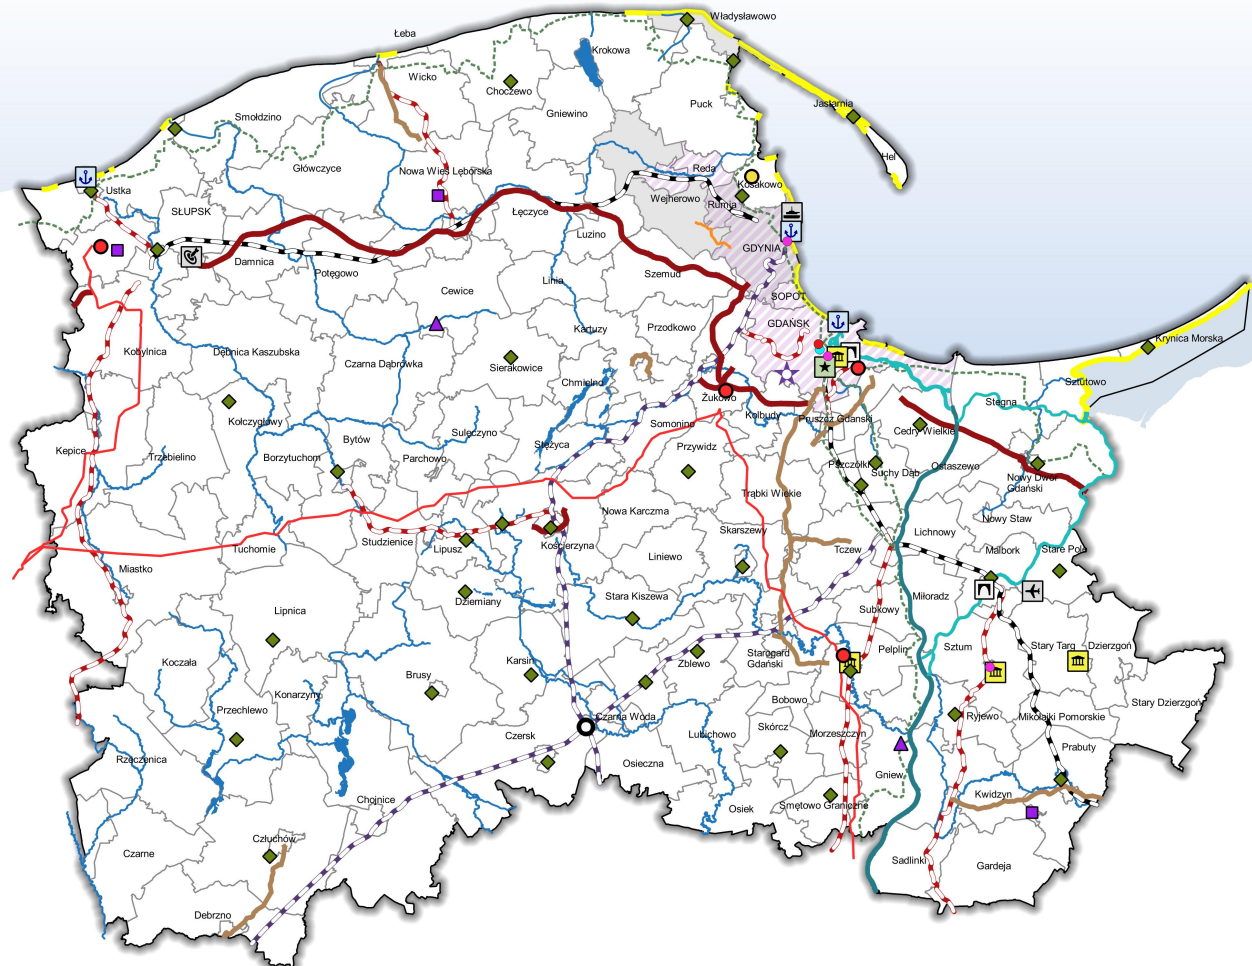 Władysławowo
Łeba
Krokowa
Wicko
Choczewo
Puck
Jastarnia
Gniewino
Smołdzino
Hel
Główczyce
Nowa Wieś Lęborska
Reda
Kosakowo
Ustka
Wejherowo
Rumia
SŁUPSK
Łęczyce
Luzino
GDYNIA
Damnica
Potęgowo
Szemud
Linia
Cewice
SOPOT
Kartuzy
Przodkowo
GDAŃSK
Krynica Morska
Kobylnica
Dębnica Kaszubska
Czarna Dąbrówka
Sierakowice
Chmielno
Sztutowo
Żukowo
Stegna
Kołczygłowy
Kolbudy
Pruszcz Gdański
Somonino
Cedry Wielkie
Suleczyno
Bytów
Stężyca
Przywidz
Kepice
Trzebielino
Borzytuchom
Parchowo
Pszczółki
Suchy Dąb
Ostaszewo
Nowy Dwór
Gdański
Trąbki Wiekie
Nowa Karczma
Nowy Staw
Skarszewy
Lichnowy
Studzienice
Kościerzyna
Tuchomie
Lipusz
Liniewo
Tczew
Malbork
Stare Pole
Miastko
Stara Kiszewa
Miłoradz
Dziemiany
Lipnica
Subkowy
Stary Targ
Dzierzgoń
Sztum
Pelplin
Starogard
Gdański
Karsin
Zblewo
Koczała
Brusy
Konarzyny
Bobowo
Stary Dzierzgoń
Przechlewo
Czarna Woda
Ryjewo
Mikołajki Pomorskie
Skórcz
Czersk
Lubichowo
Morzeszczyn
Prabuty
Rzeczenica
Osieczna
Gniew
Kwidzyn
Chojnice
Osiek
Smętowo Graniczne
Człuchów
Czarne
Sadlinki
Gardeja
Debrzno